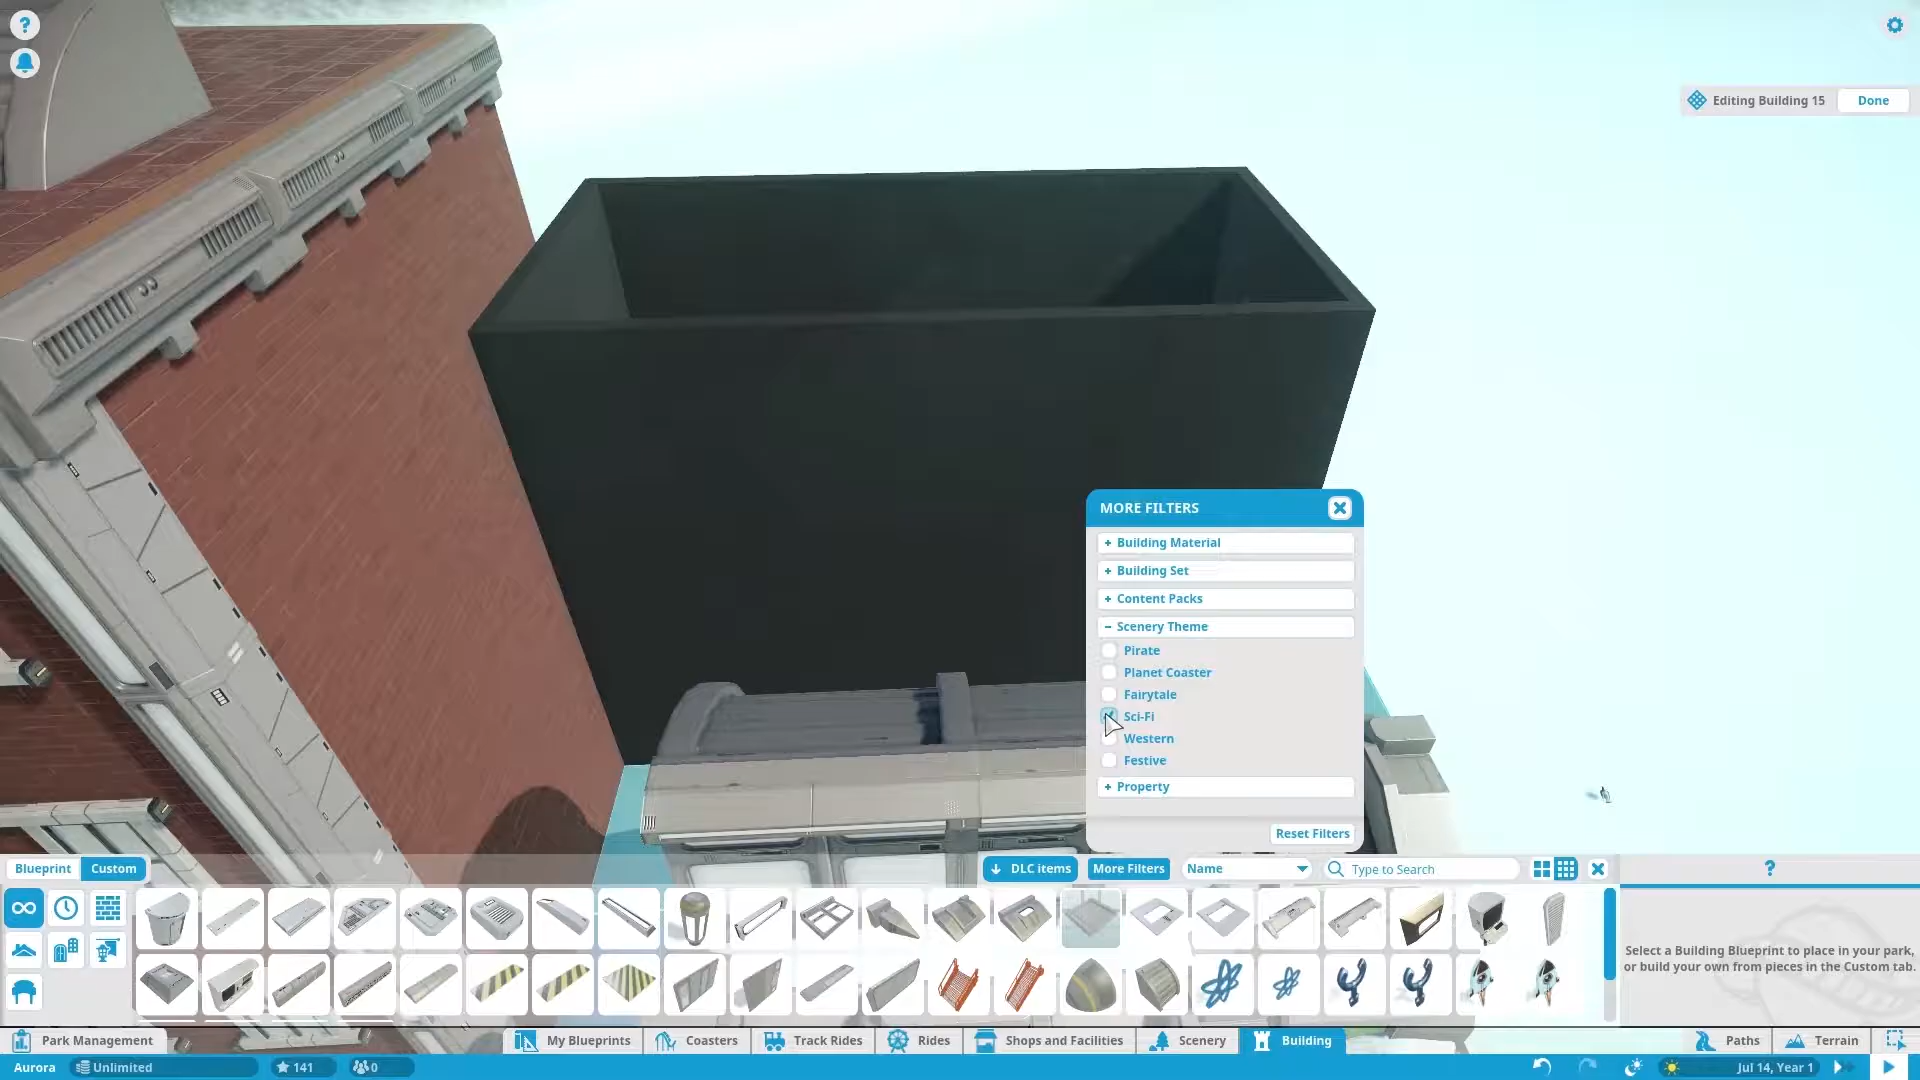 ?
Editing Building 15 Done
MORE FILTERS
+ Building Material
+ Building Set
+ Content Packs
− Scenery Theme
Pirate
Planet Coaster
Fairytale
Sci-Fi
Western
Festive
+ Property
Reset Filters
Blueprint Custom DLC items More Filters Name Type to Search ?
Select a Building Blueprint to place in your park,
or build your own from pieces in the Custom tab.
Park Management My Blueprints Coasters Track Rides Rides Shops and Facilities Scenery Building Paths Terrain
Aurora Unlimited 141 0 Jul 14, Year 1